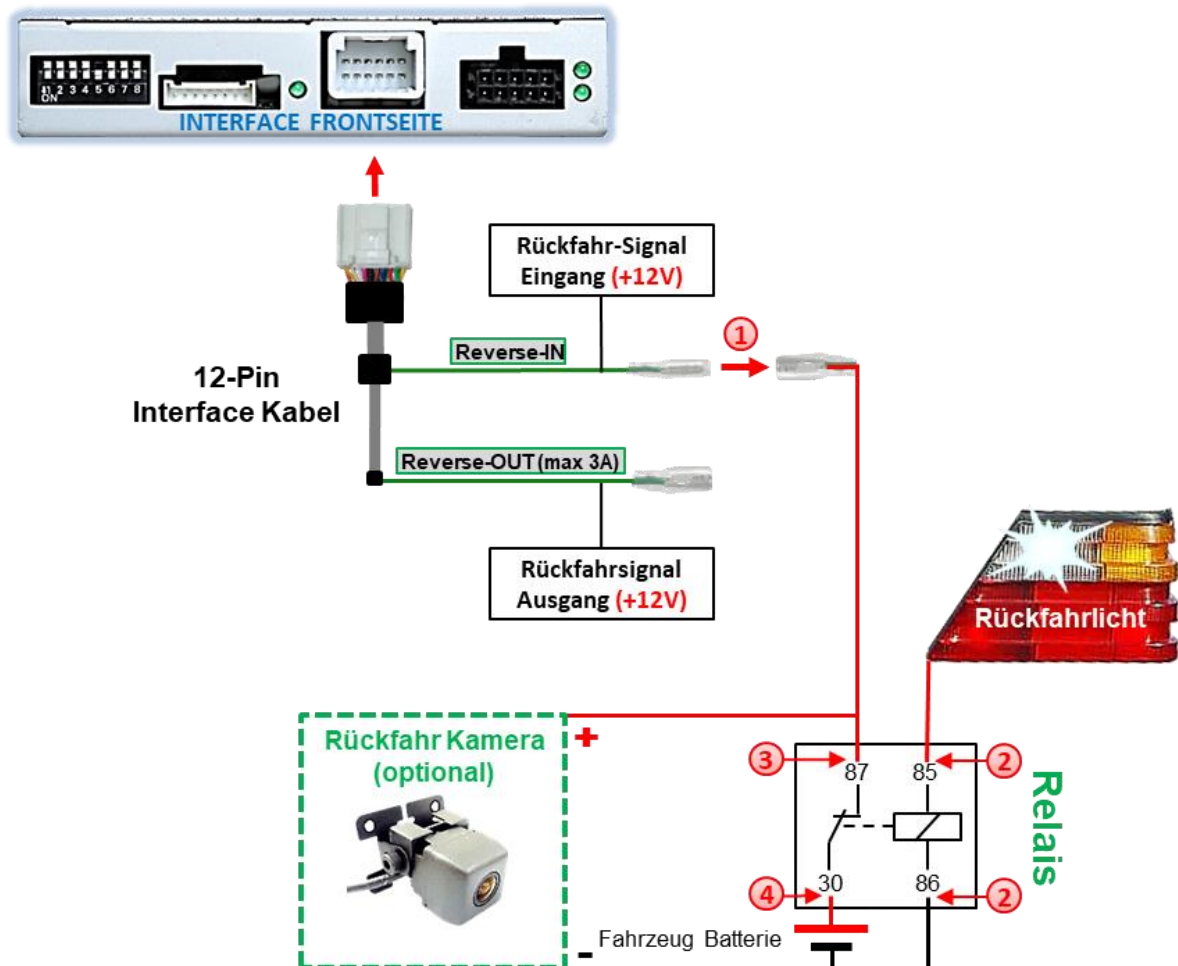 1 2 3 4 5 6 7 8
ON
INTERFACE FRONTSEITE
Rückfahr-Signal
Eingang (+12V)
1
Reverse-IN
12-Pin
Interface Kabel
Reverse-OUT (max 3A)
Rückfahrsignal
Ausgang (+12V)
Rückfahrlicht
Rückfahr Kamera
(optional)
+
3
87
85
2
Relais
4
30
86
2
- Fahrzeug Batterie